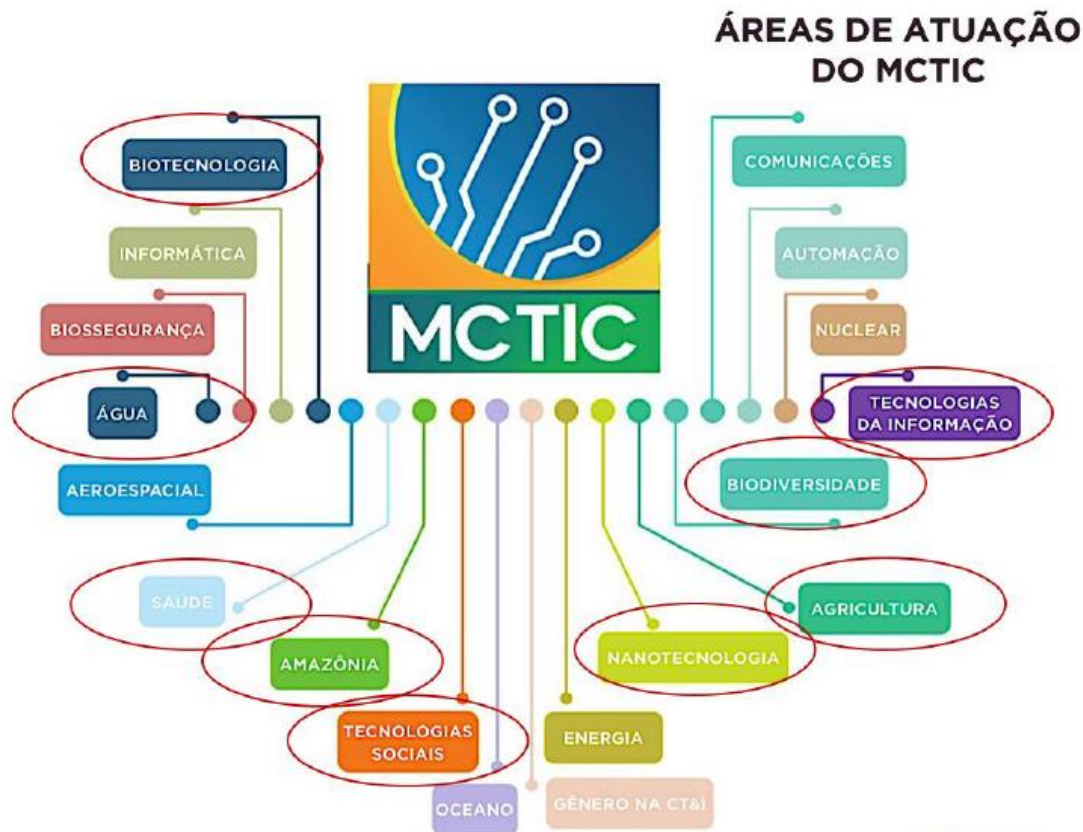 ÁREAS DE ATUAÇÃO
DO MCTIC
MCTIC
BIOTECNOLOGIA
INFORMÁTICA
BIOSSEGURANÇA
ÁGUA
AEROESPACIAL
SAÚDE
AMAZÔNIA
TECNOLOGIAS
SOCIAIS
OCEANO
GÊNERO NA CT&I
ENERGIA
NANOTECNOLOGIA
AGRICULTURA
BIODIVERSIDADE
TECNOLOGIAS
DA INFORMAÇÃO
NUCLEAR
AUTOMAÇÃO
COMUNICAÇÕES